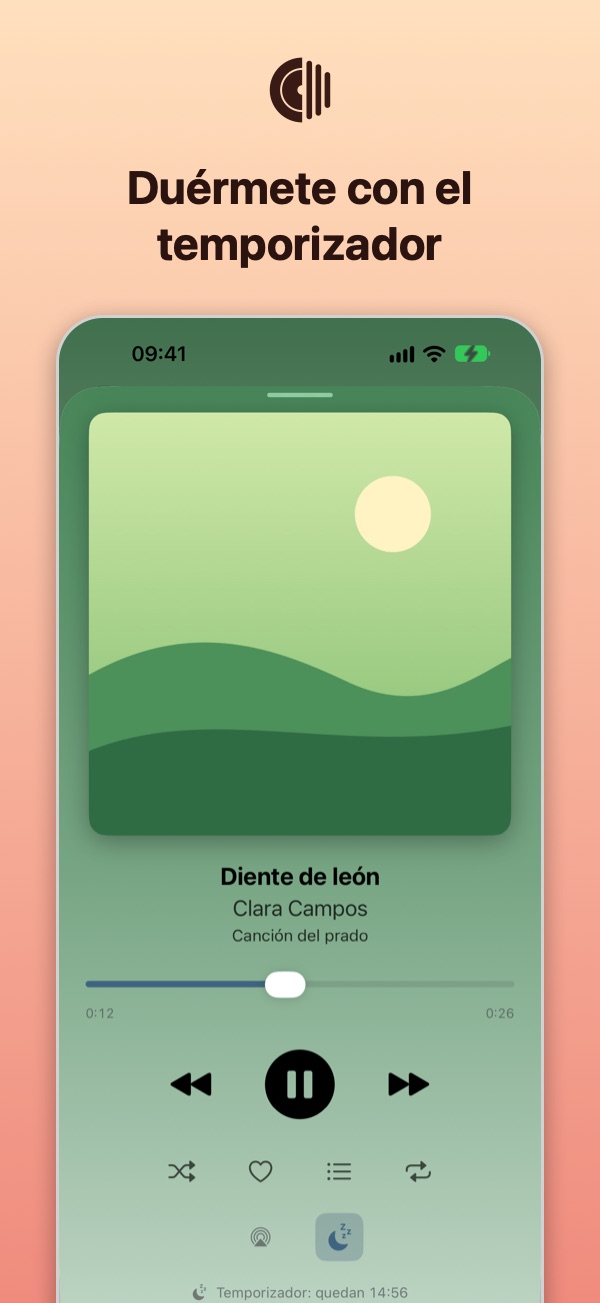 Duérmete con el
temporizador
09:41
Diente de león
Clara Campos
Canción del prado
0:12 0:26
zzz
Temporizador: quedan 14:56